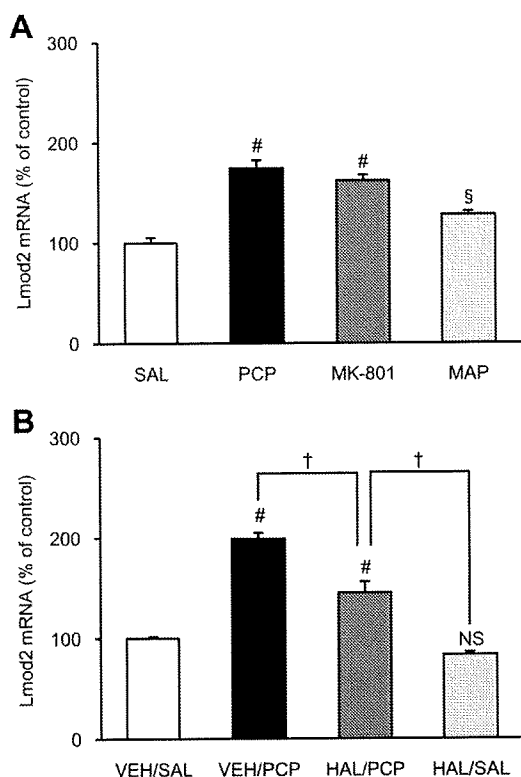 A
Lmod2 mRNA (% of control)
300
200
100
0
#
#
§
SAL PCP MK-801 MAP
B
Lmod2 mRNA (% of control)
300
200
100
0
† †
#
#
NS
VEH/SAL VEH/PCP HAL/PCP HAL/SAL